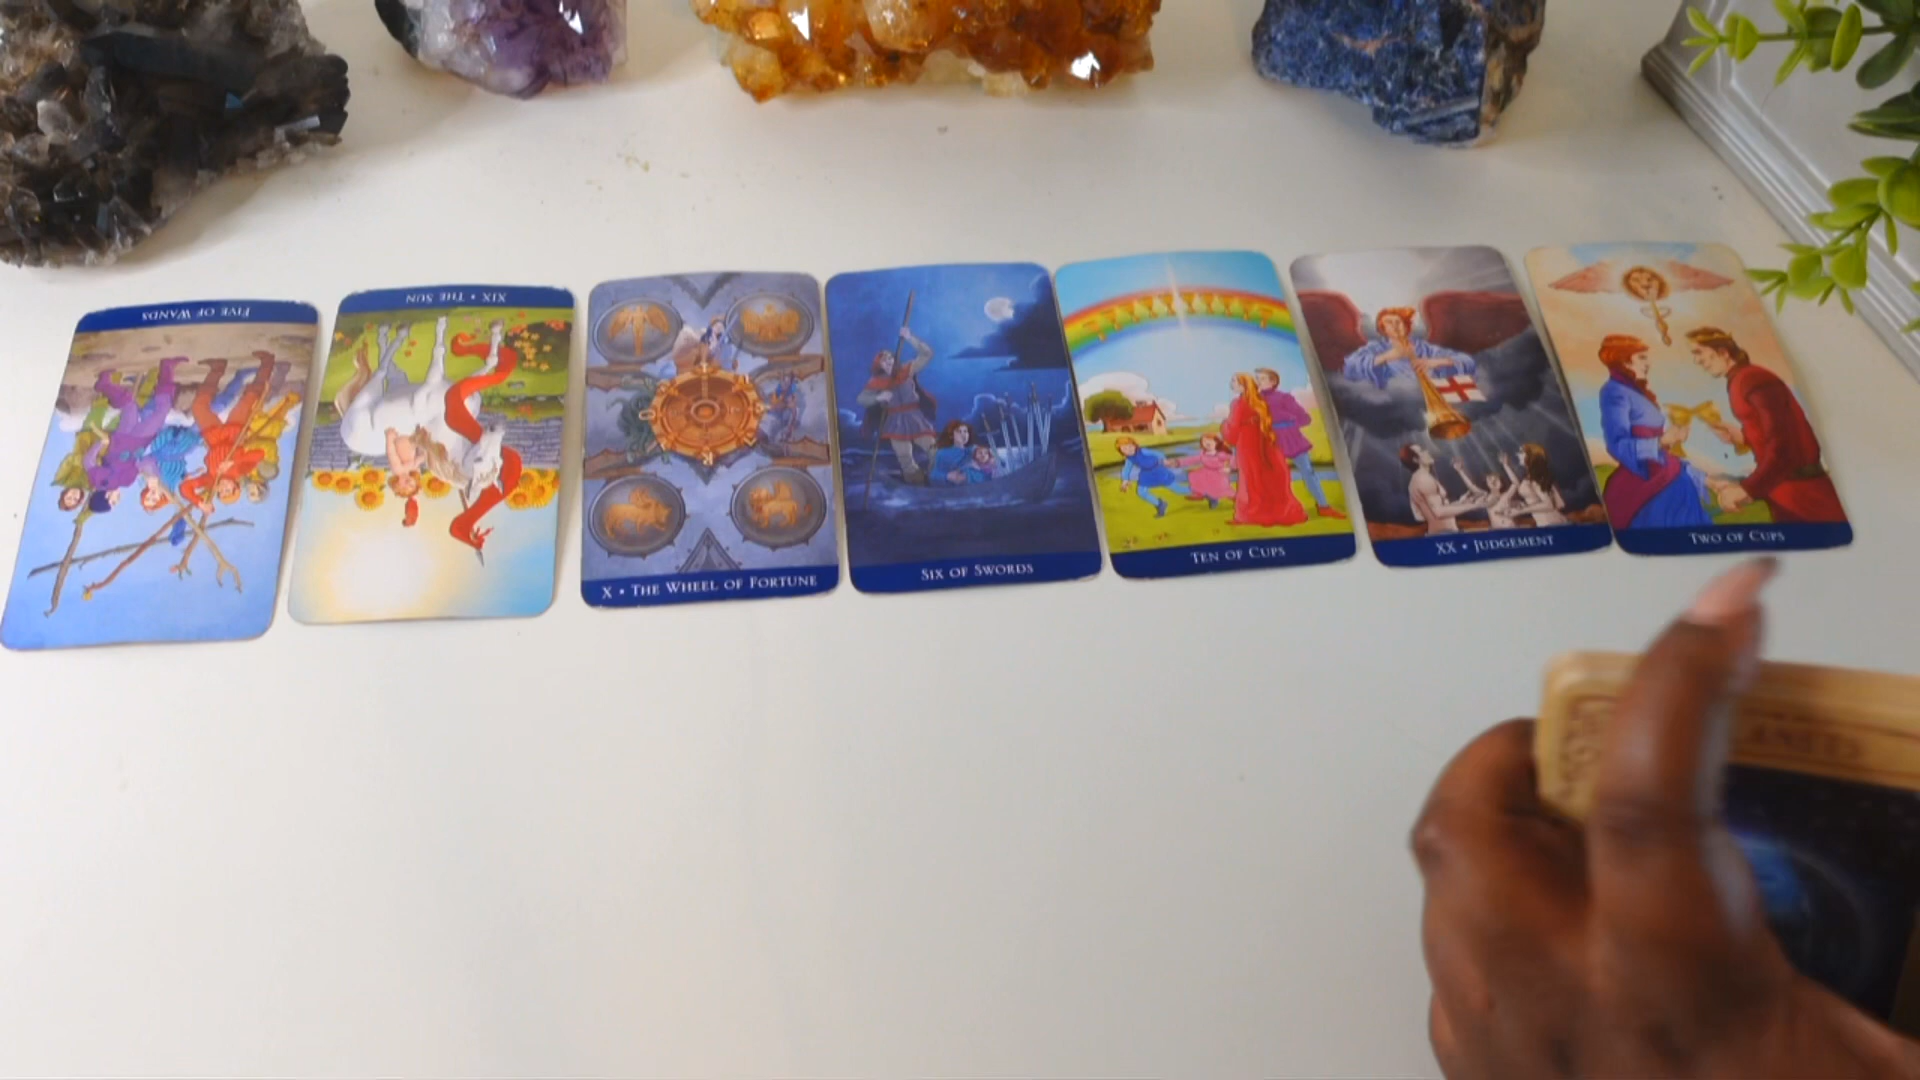 FIVE OF WANDS
XIX • THE SUN
X • THE WHEEL OF FORTUNE
SIX OF SWORDS
TEN OF CUPS
XX • JUDGEMENT
TWO OF CUPS